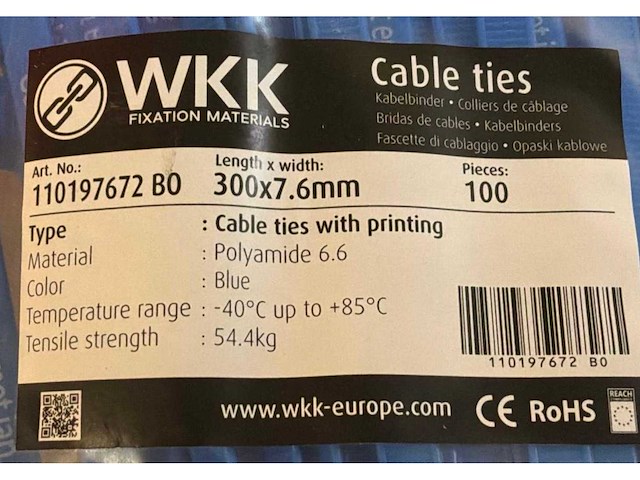 WKK
FIXATION MATERIALS
Cable ties
Kabelbinder • Colliers de câblage
Bridas de cables • Kabelbinders
Fascette di cablaggio • Opaski kablowe
Art. No.:
110197672 BO
Length x width:
300x7.6mm
Pieces:
100
Type : Cable ties with printing
Material : Polyamide 6.6
Color : Blue
Temperature range : -40°C up to +85°C
Tensile strength : 54.4kg
110197672 BO
www.wkk-europe.com CE RoHS
REACH